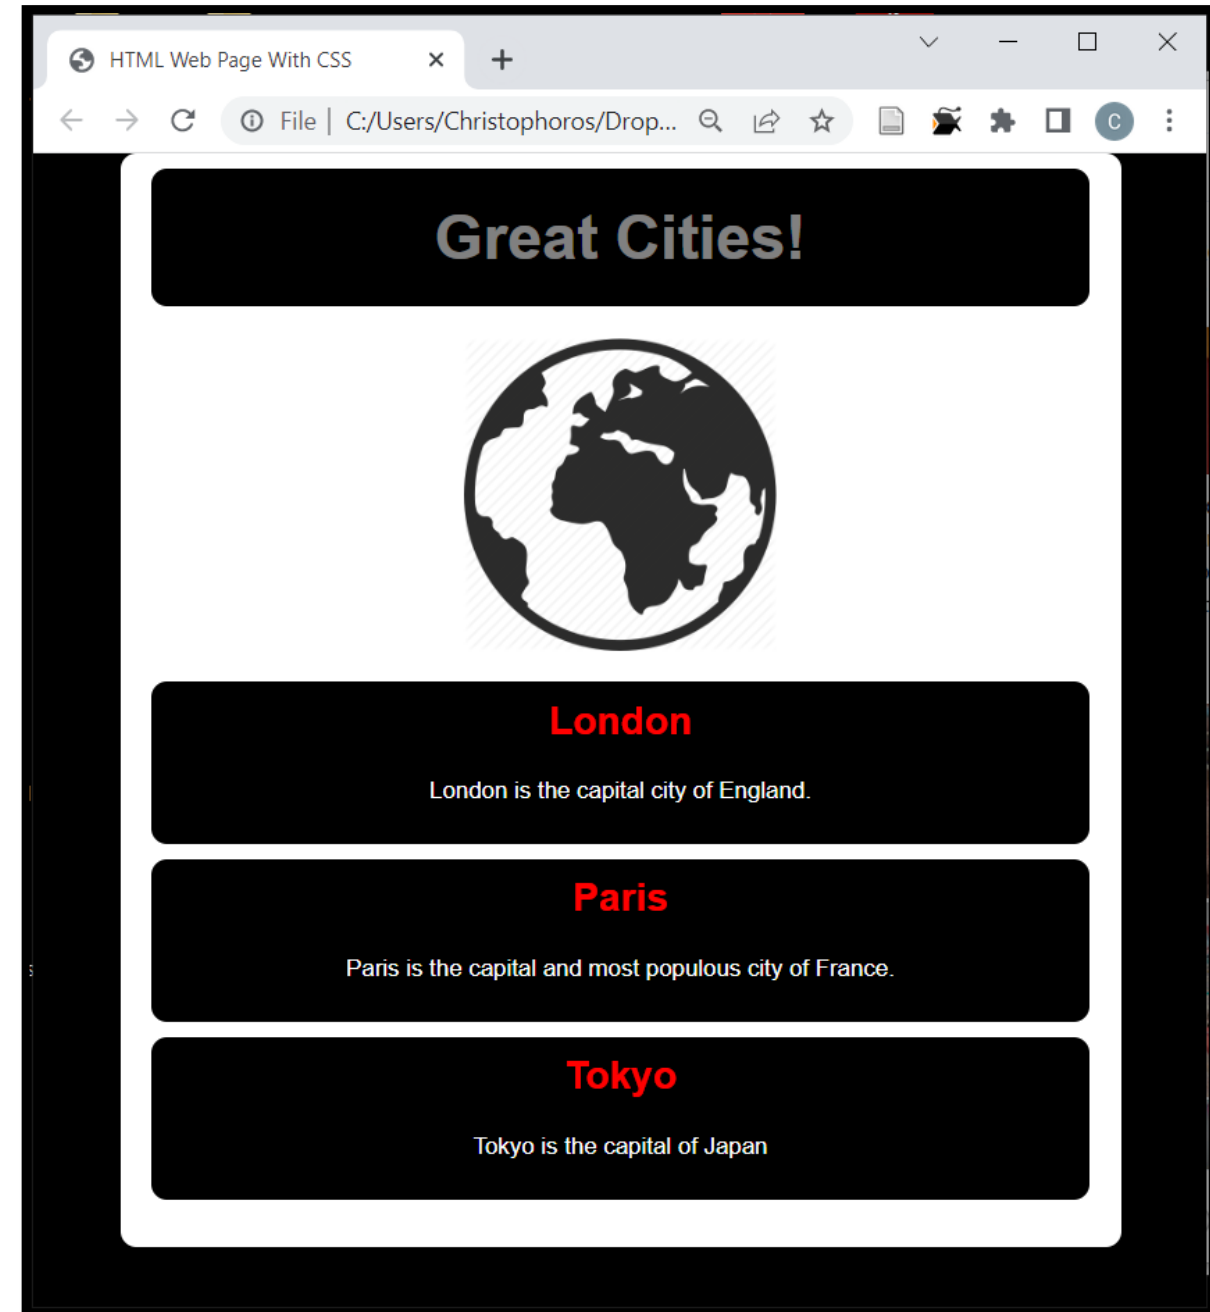 HTML Web Page With CSS
File | C:/Users/Christophoros/Drop...
C
Great Cities!
London
London is the capital city of England.
Paris
Paris is the capital and most populous city of France.
Tokyo
Tokyo is the capital of Japan